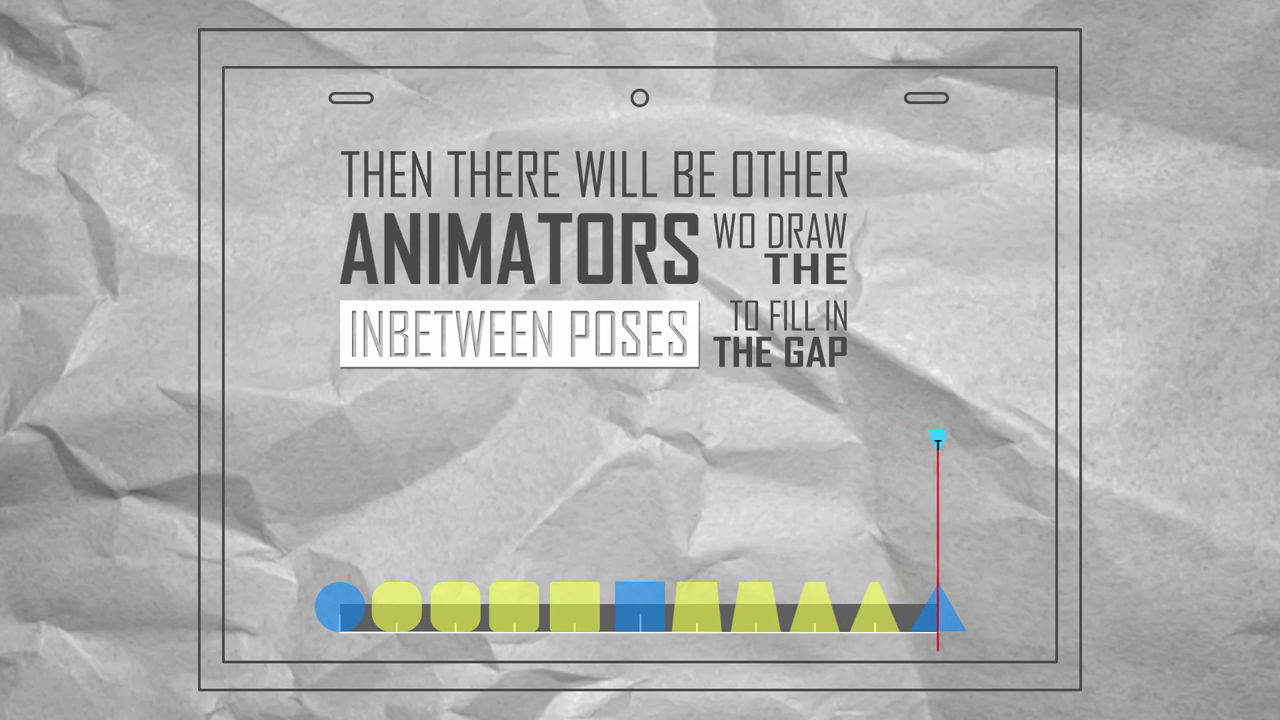 THEN THERE WILL BE OTHER
ANIMATORS WO DRAW
THE
INBETWEEN POSES TO FILL IN
THE GAP